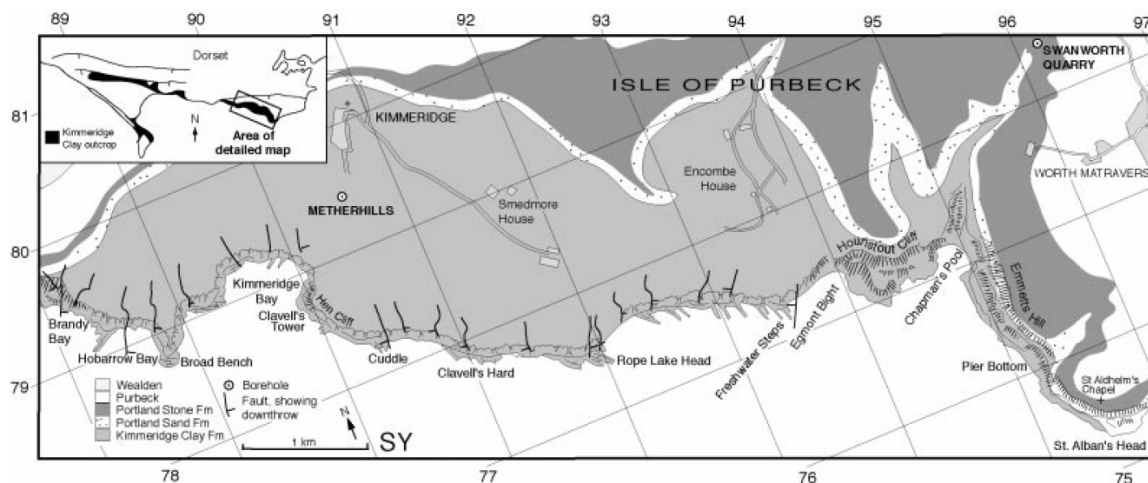 89
90
91
92
93
94
95
96
97
Dorset
N
Kimmeridge
Clay outcrop
Area of
detailed map
ISLE OF PURBECK
SWANWORTH
QUARRY
81
KIMMERIDGE
Encombe
House
WORTH MATRAVERS
METHERHILLS
Smedmore
House
80
Hounstout Cliff
Kimmeridge
Bay
Clavell's
Tower
Hen Cliff
Chapman's Pool
Emmetts Hill
Brandy
Bay
Hobarrow Bay
Broad Bench
Cuddle
Clavell's Hard
Rope Lake Head
Freshwater Steps
Egmont Bight
Pier Bottom
St Aldhelm's
Chapel
79
Wealden
Purbeck
Portland Stone Fm
Portland Sand Fm
Kimmeridge Clay Fm
Borehole
Fault, showing
downthrow
N
1 km
SY
St. Alban's Head
78
77
76
75